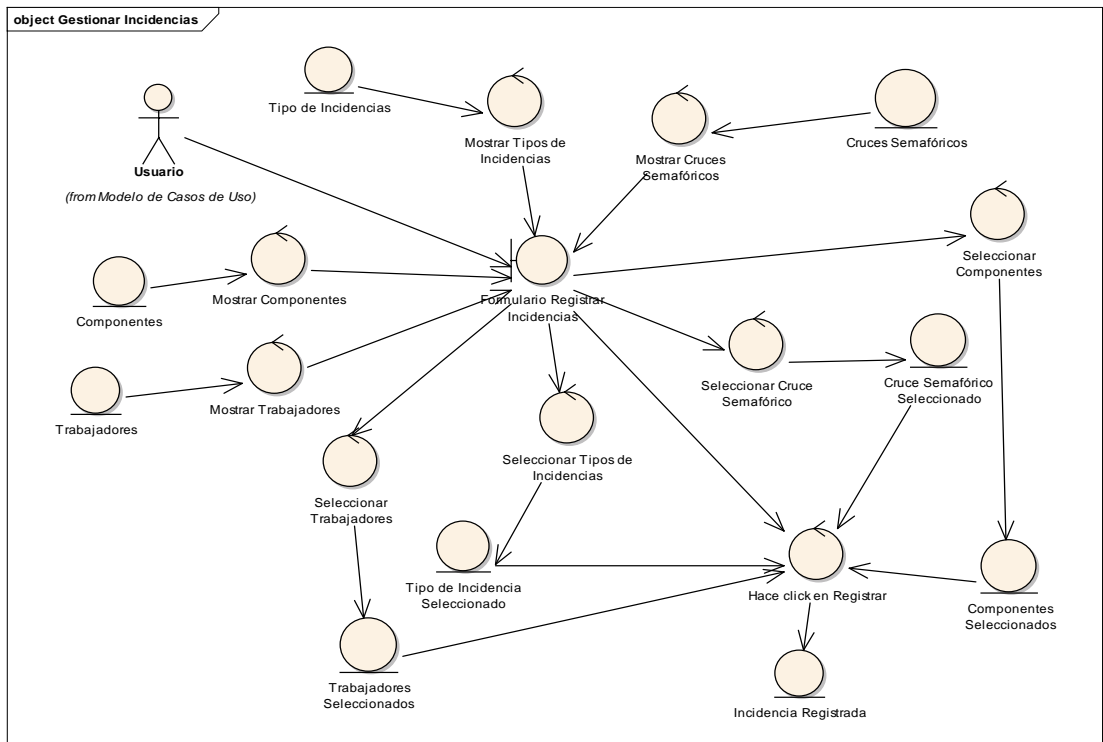 object Gestionar Incidencias
Tipo de Incidencias
Mostrar Tipos de
Incidencias
Mostrar Cruces
Semafóricos
Cruces Semafóricos
Usuario
(from Modelo de Casos de Uso)
Seleccionar
Componentes
Componentes
Mostrar Componentes
Formulario Registrar
Incidencias
Trabajadores
Mostrar Trabajadores
Seleccionar Cruce
Semafórico
Cruce Semafórico
Seleccionado
Seleccionar Tipos de
Incidencias
Seleccionar
Trabajadores
Tipo de Incidencia
Seleccionado
Hace click en Registrar
Componentes
Seleccionados
Trabajadores
Seleccionados
Incidencia Registrada